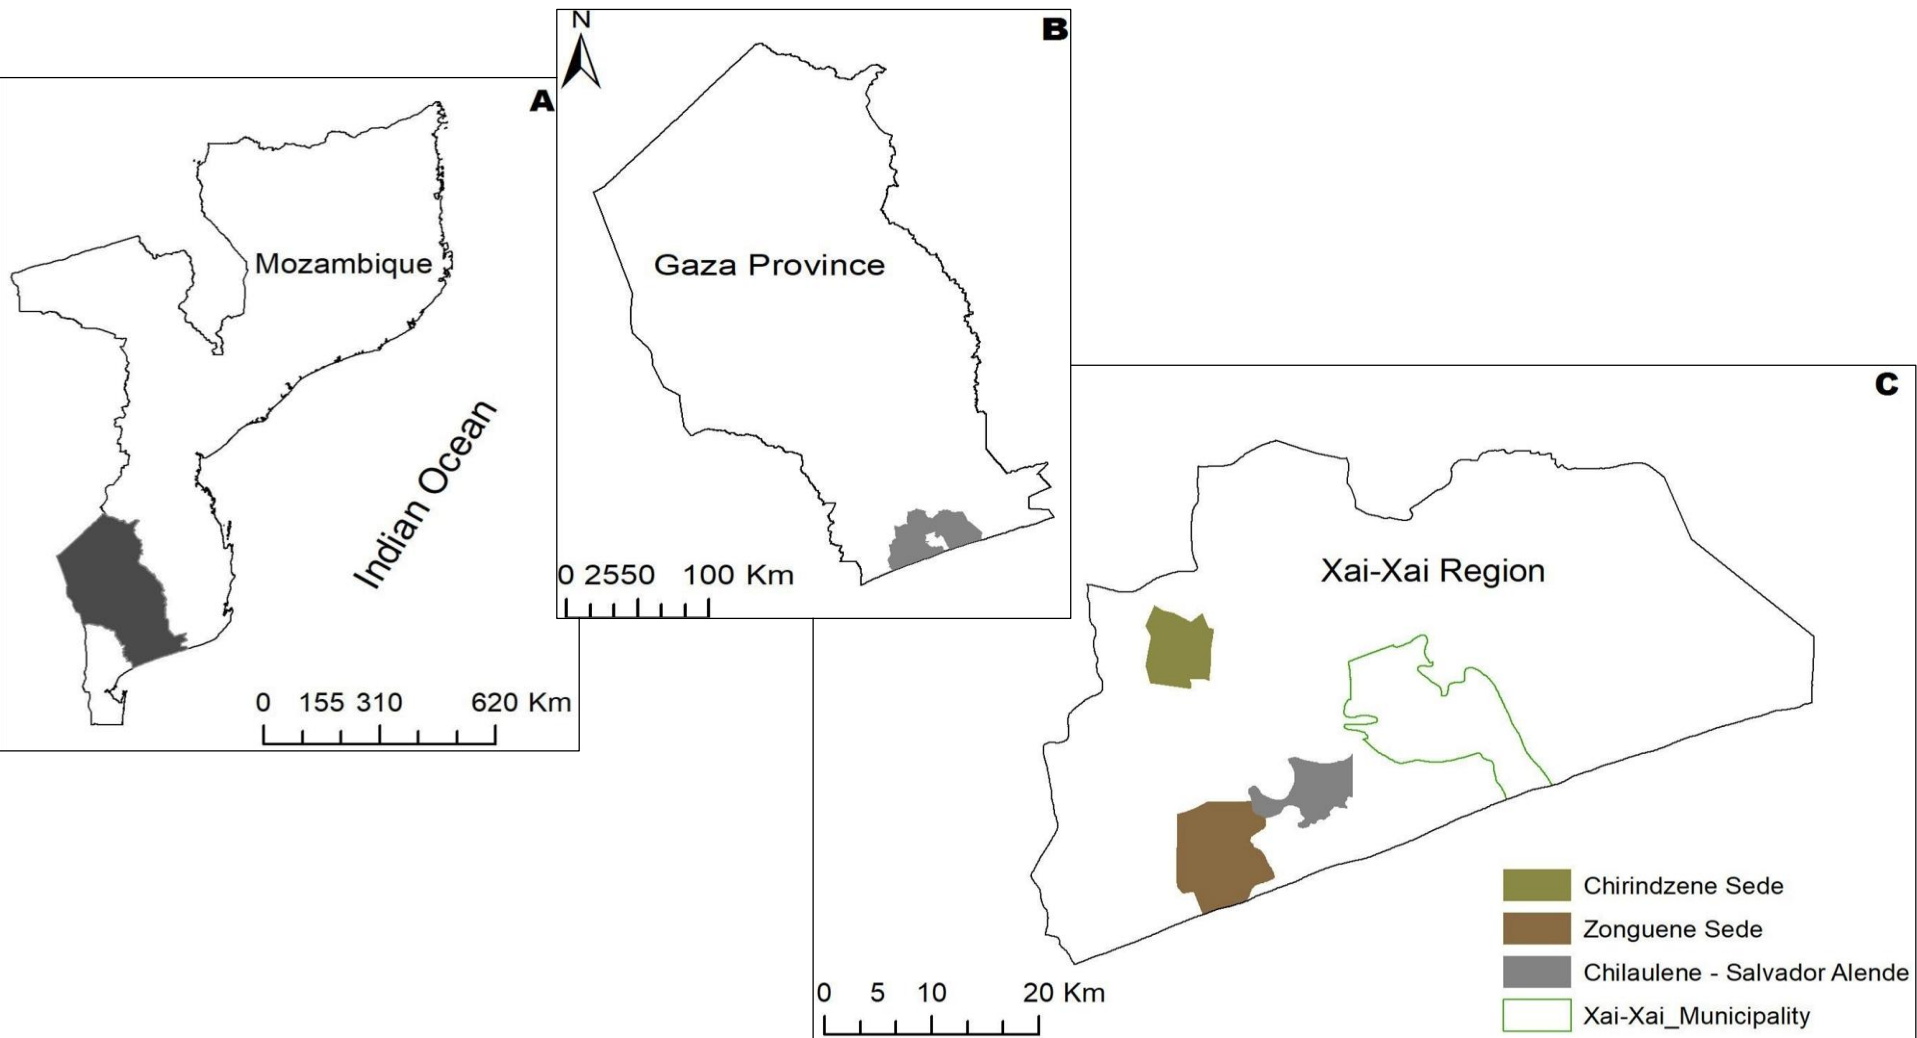 A
Mozambique
Indian Ocean
0 155 310 620 Km
N
B
Gaza Province
0 2550 100 Km
C
Xai-Xai Region
Chirindzene Sede
Zonguene Sede
Chilaulene - Salvador Alende
Xai-Xai_Municipality
0 5 10 20 Km